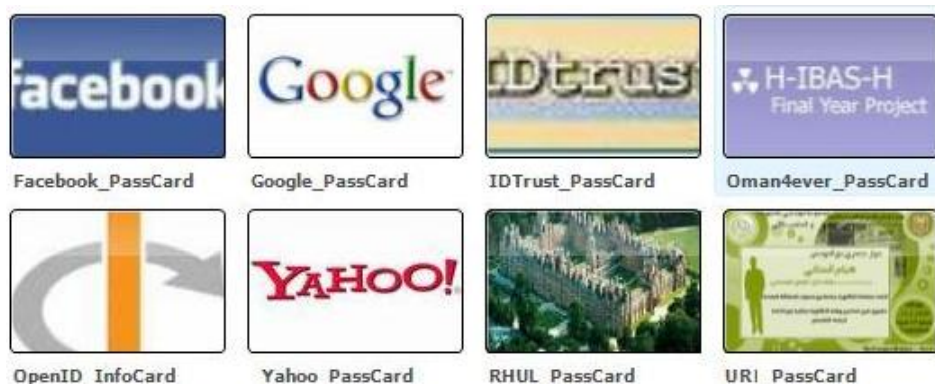 facebook
Google
IDtrust
H-IBAS-H
Final Year Project
Facebook_PassCard
Google_PassCard
IDTrust_PassCard
Oman4ever_PassCard
YAHOO!
OpenID_InfoCard
Yahoo_PassCard
RHUL_PassCard
URI_PassCard